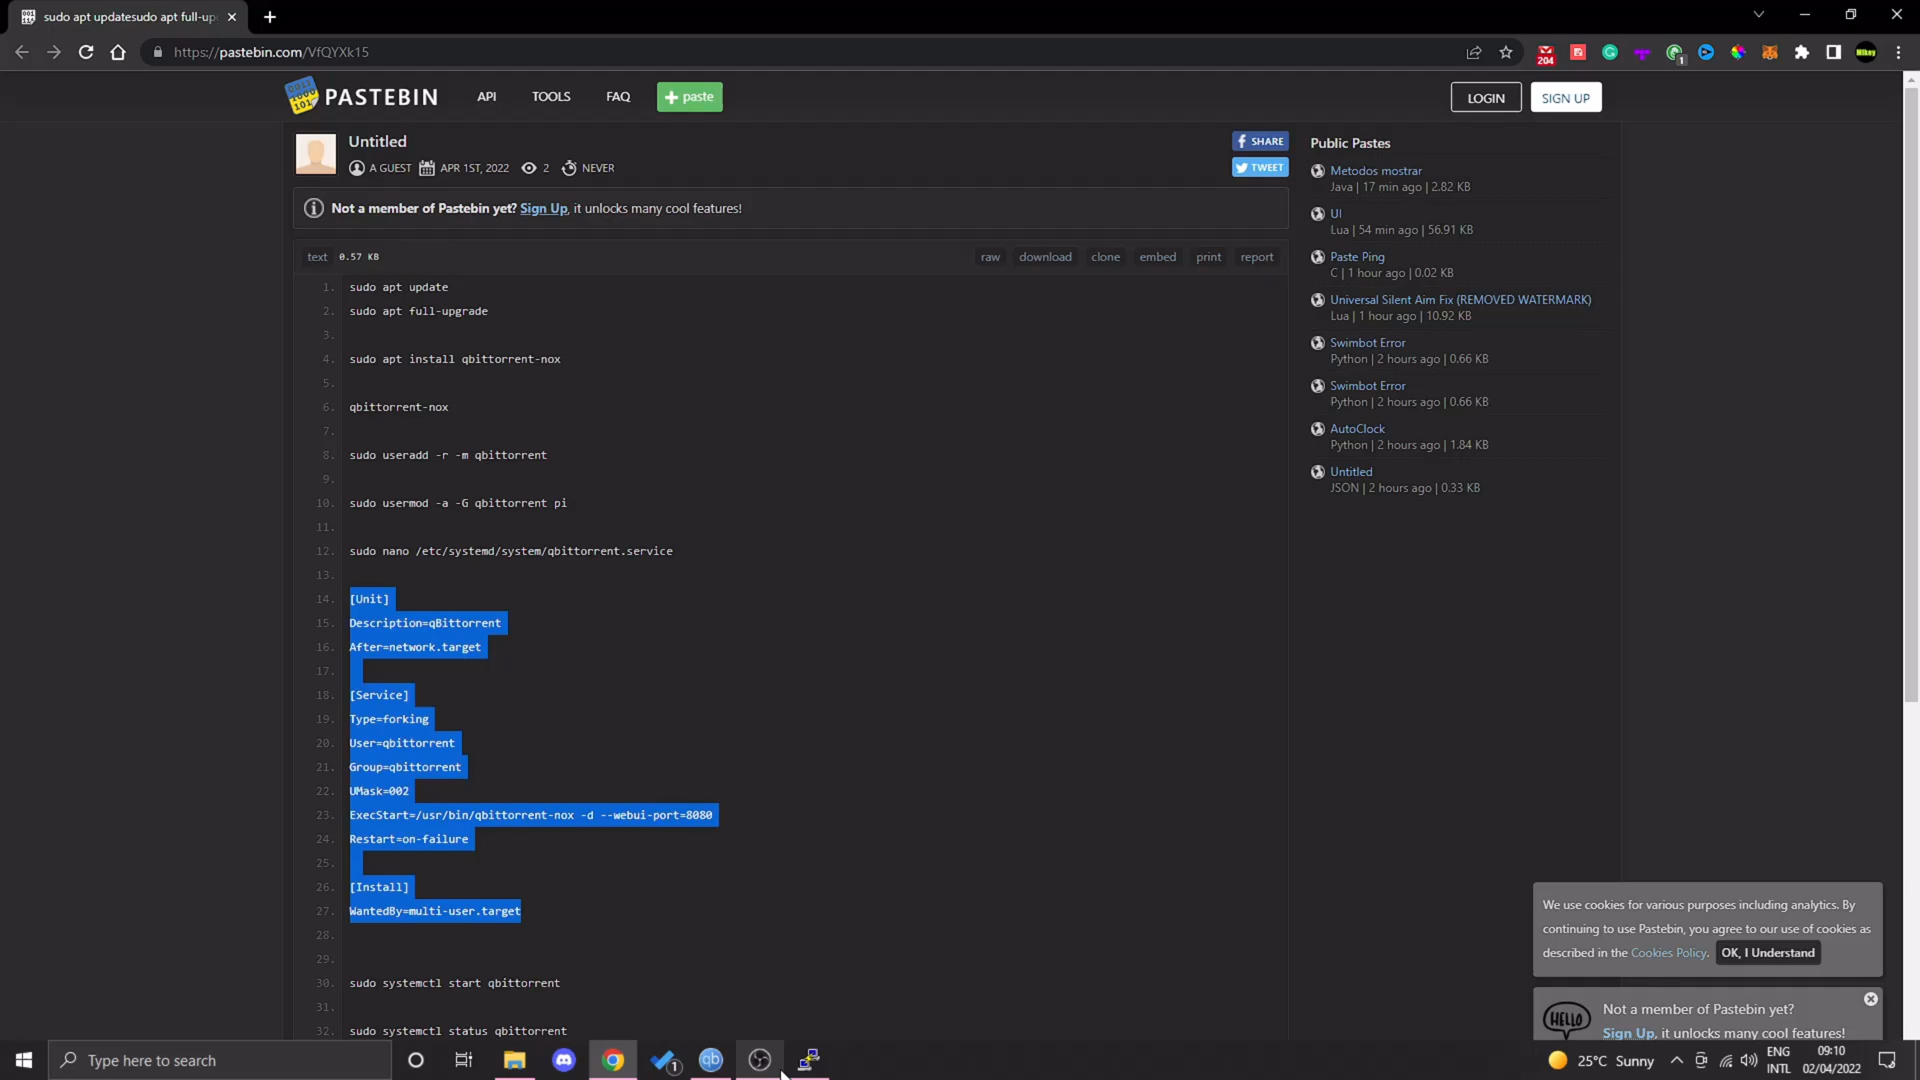 sudo apt updatesudo apt full-up
https://pastebin.com/VfQYXk15
204
1
Mikey
PASTEBIN
API
TOOLS
FAQ
+ paste
LOGIN
SIGN UP
Untitled
A GUEST
APR 1ST, 2022
2
NEVER
SHARE
TWEET
Not a member of Pastebin yet? Sign Up, it unlocks many cool features!
text 0.57 KB
raw
download
clone
embed
print
report
1. sudo apt update
2. sudo apt full-upgrade
3.
4. sudo apt install qbittorrent-nox
5.
6. qbittorrent-nox
7.
8. sudo useradd -r -m qbittorrent
9.
10. sudo usermod -a -G qbittorrent pi
11.
12. sudo nano /etc/systemd/system/qbittorrent.service
13.
14. [Unit]
15. Description=qBittorrent
16. After=network.target
17.
18. [Service]
19. Type=forking
20. User=qbittorrent
21. Group=qbittorrent
22. UMask=002
23. ExecStart=/usr/bin/qbittorrent-nox -d --webui-port=8080
24. Restart=on-failure
25.
26. [Install]
27. WantedBy=multi-user.target
28.
29.
30. sudo systemctl start qbittorrent
31.
32. sudo systemctl status qbittorrent
Public Pastes
Metodos mostrar
Java | 17 min ago | 2.82 KB
UI
Lua | 54 min ago | 56.91 KB
Paste Ping
C | 1 hour ago | 0.02 KB
Universal Silent Aim Fix (REMOVED WATERMARK)
Lua | 1 hour ago | 10.92 KB
Swimbot Error
Python | 2 hours ago | 0.66 KB
Swimbot Error
Python | 2 hours ago | 0.66 KB
AutoClock
Python | 2 hours ago | 1.84 KB
Untitled
JSON | 2 hours ago | 0.33 KB
We use cookies for various purposes including analytics. By
continuing to use Pastebin, you agree to our use of cookies as
described in the Cookies Policy. OK, I Understand
HELLO
Not a member of Pastebin yet?
Sign Up, it unlocks many cool features!
Type here to search
1
qb
25°C Sunny
ENG
INTL
09:10
02/04/2022